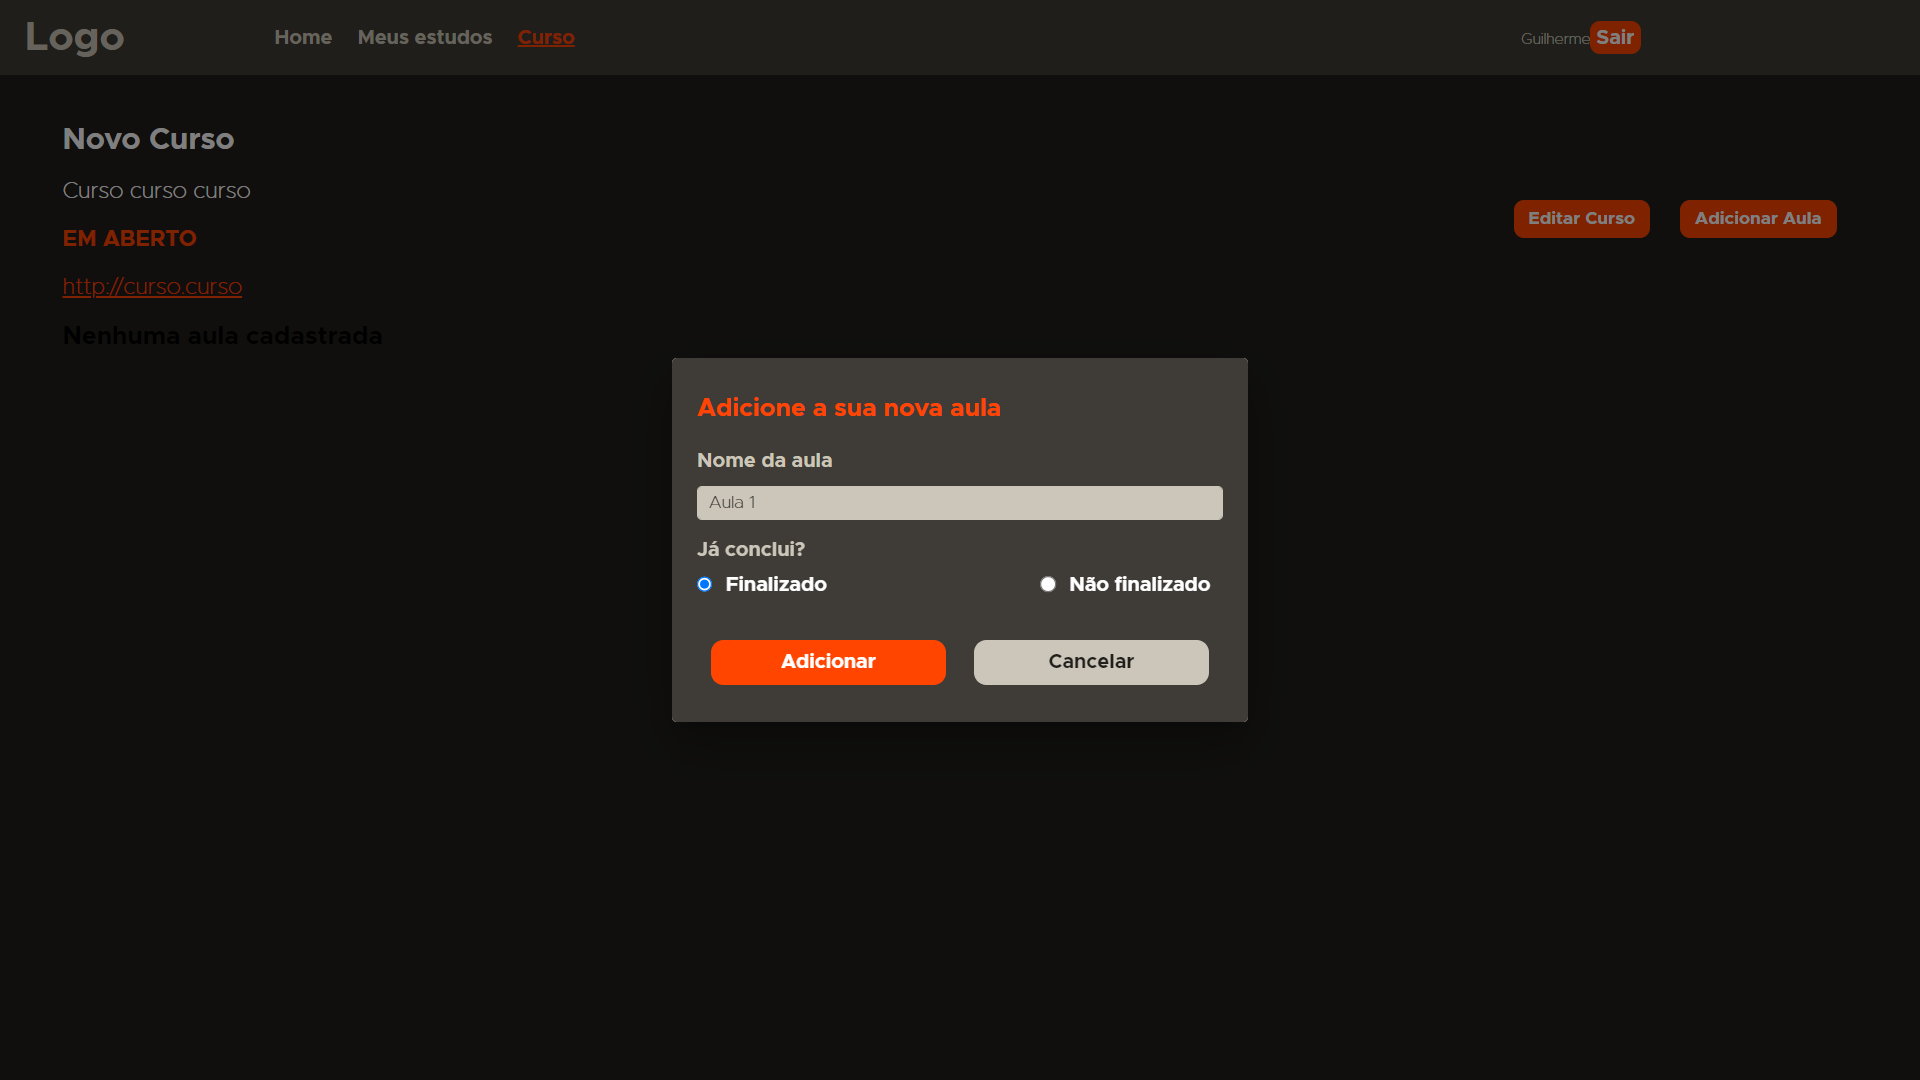 Logo
Home Meus estudos Curso
Guilherme Sair
Novo Curso
Curso curso curso
EM ABERTO
http://curso.curso
Nenhuma aula cadastrada
Editar Curso Adicionar Aula
Adicione a sua nova aula
Nome da aula
Aula 1
Já conclui?
Finalizado Não finalizado
Adicionar Cancelar